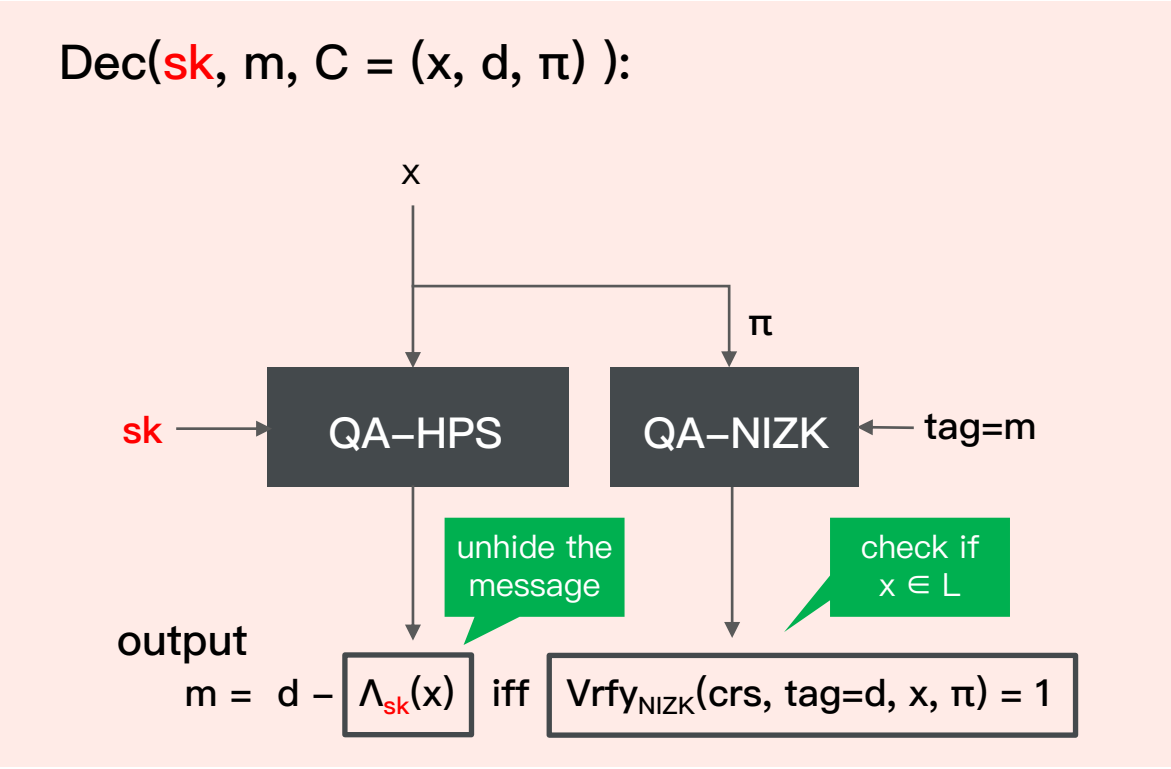 Dec(sk, m, C = (x, d, π) ):
x
π
sk
QA–HPS
QA–NIZK
tag=m
unhide the
message
check if
x ∈ L
output
m = d – Λsk(x) iff VrfyNIZK(crs, tag=d, x, π) = 1